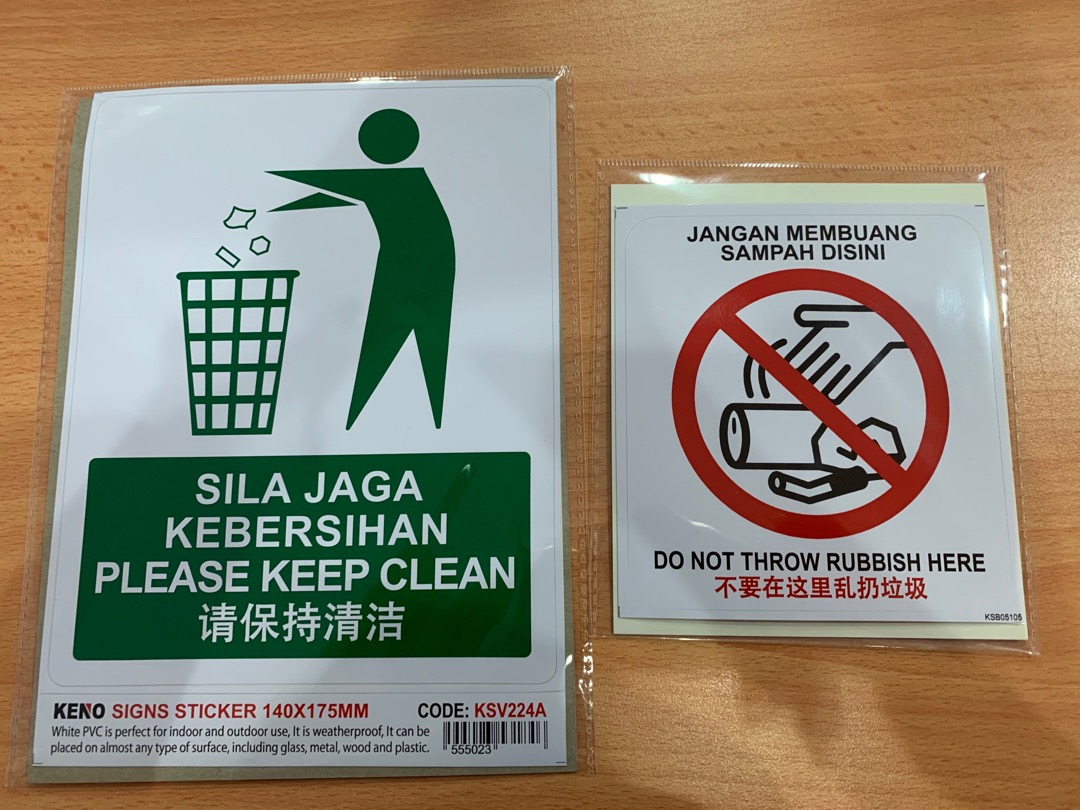 SILA JAGA
KEBERSIHAN
PLEASE KEEP CLEAN
请保持清洁
KENO SIGNS STICKER 140X175MM
CODE: KSV224A
White PVC is perfect for indoor and outdoor use, It is weatherproof, It can be
placed on almost any type of surface, including glass, metal, wood and plastic.
555023
JANGAN MEMBUANG
SAMPAH DISINI
DO NOT THROW RUBBISH HERE
不要在这里乱扔垃圾
KSB05105